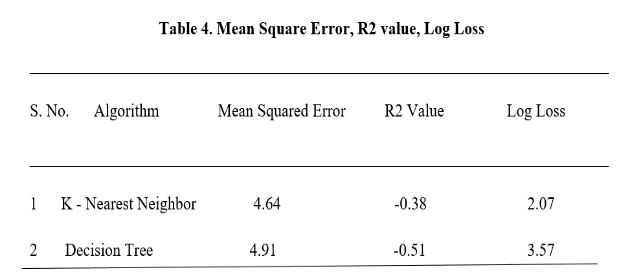 Table 4. Mean Square Error, R2 value, Log Loss
S. No. Algorithm Mean Squared Error R2 Value Log Loss
1 K - Nearest Neighbor 4.64 -0.38 2.07
2 Decision Tree 4.91 -0.51 3.57